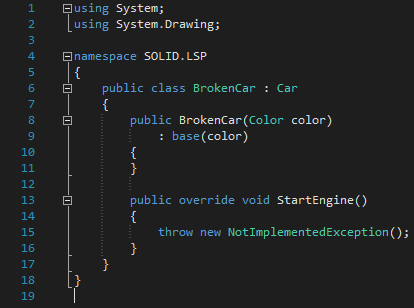 1 using System;
2 using System.Drawing;
3
4 namespace SOLID.LSP
5 {
6     public class BrokenCar : Car
7     {
8         public BrokenCar(Color color)
9             : base(color)
10         {
11         }
12
13         public override void StartEngine()
14         {
15             throw new NotImplementedException();
16         }
17     }
18 }
19